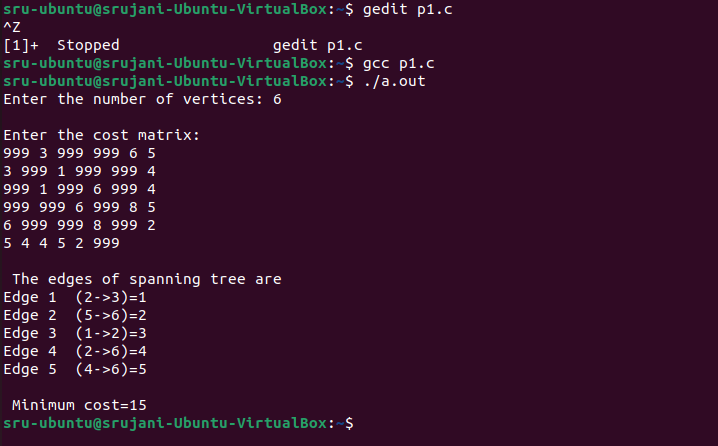 sru-ubuntu@srujani-Ubuntu-VirtualBox:~$ gedit p1.c
^Z
[1]+  Stopped                 gedit p1.c
sru-ubuntu@srujani-Ubuntu-VirtualBox:~$ gcc p1.c
sru-ubuntu@srujani-Ubuntu-VirtualBox:~$ ./a.out
Enter the number of vertices: 6
Enter the cost matrix:
999 3 999 999 6 5
3 999 1 999 999 4
999 1 999 6 999 4
999 999 6 999 8 5
6 999 999 8 999 2
5 4 4 5 2 999
The edges of spanning tree are
Edge 1  (2->3)=1
Edge 2  (5->6)=2
Edge 3  (1->2)=3
Edge 4  (2->6)=4
Edge 5  (4->6)=5
Minimum cost=15
sru-ubuntu@srujani-Ubuntu-VirtualBox:~$